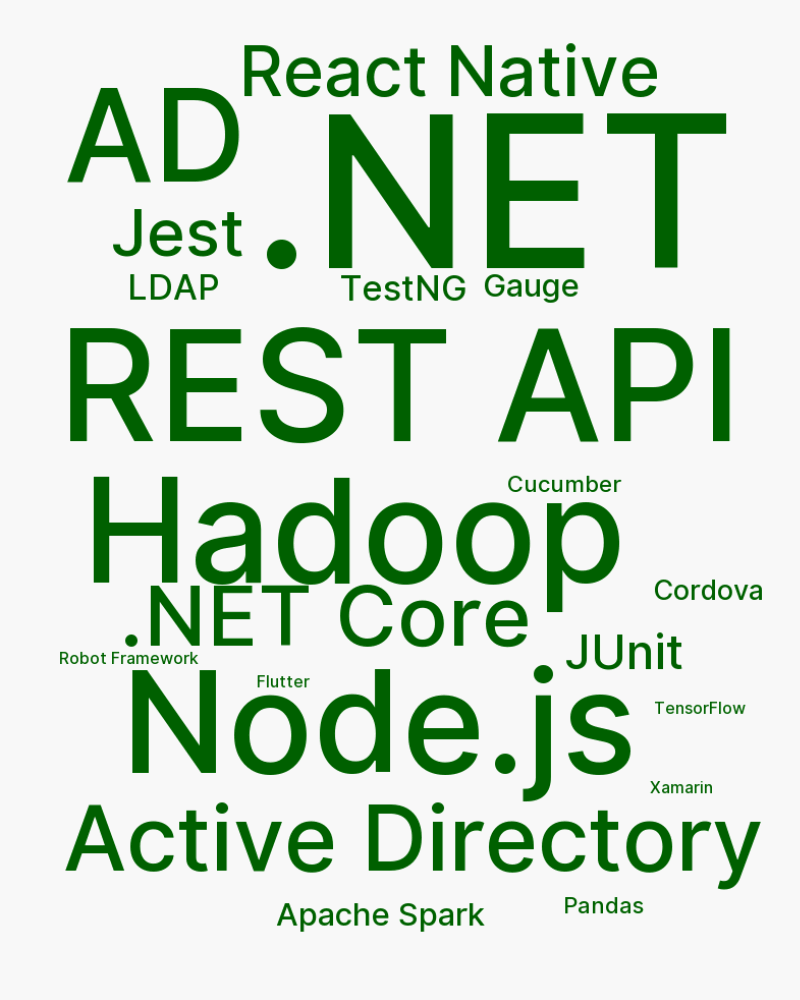 React Native
AD
.NET
Jest
LDAP
TestNG
Gauge
REST API
Hadoop
Cucumber
Cordova
.NET Core
JUnit
Robot Framework
Flutter
Node.js
TensorFlow
Xamarin
Active Directory
Apache Spark
Pandas